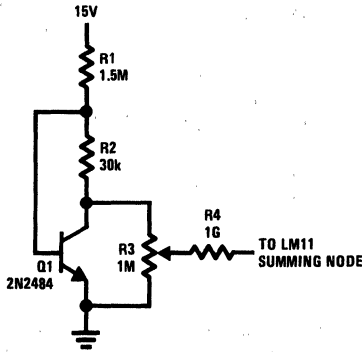 15V
R1
1.5M
R2
30k
R4
1G
R3
1M
TO LM11
SUMMING NODE
Q1
2N2484